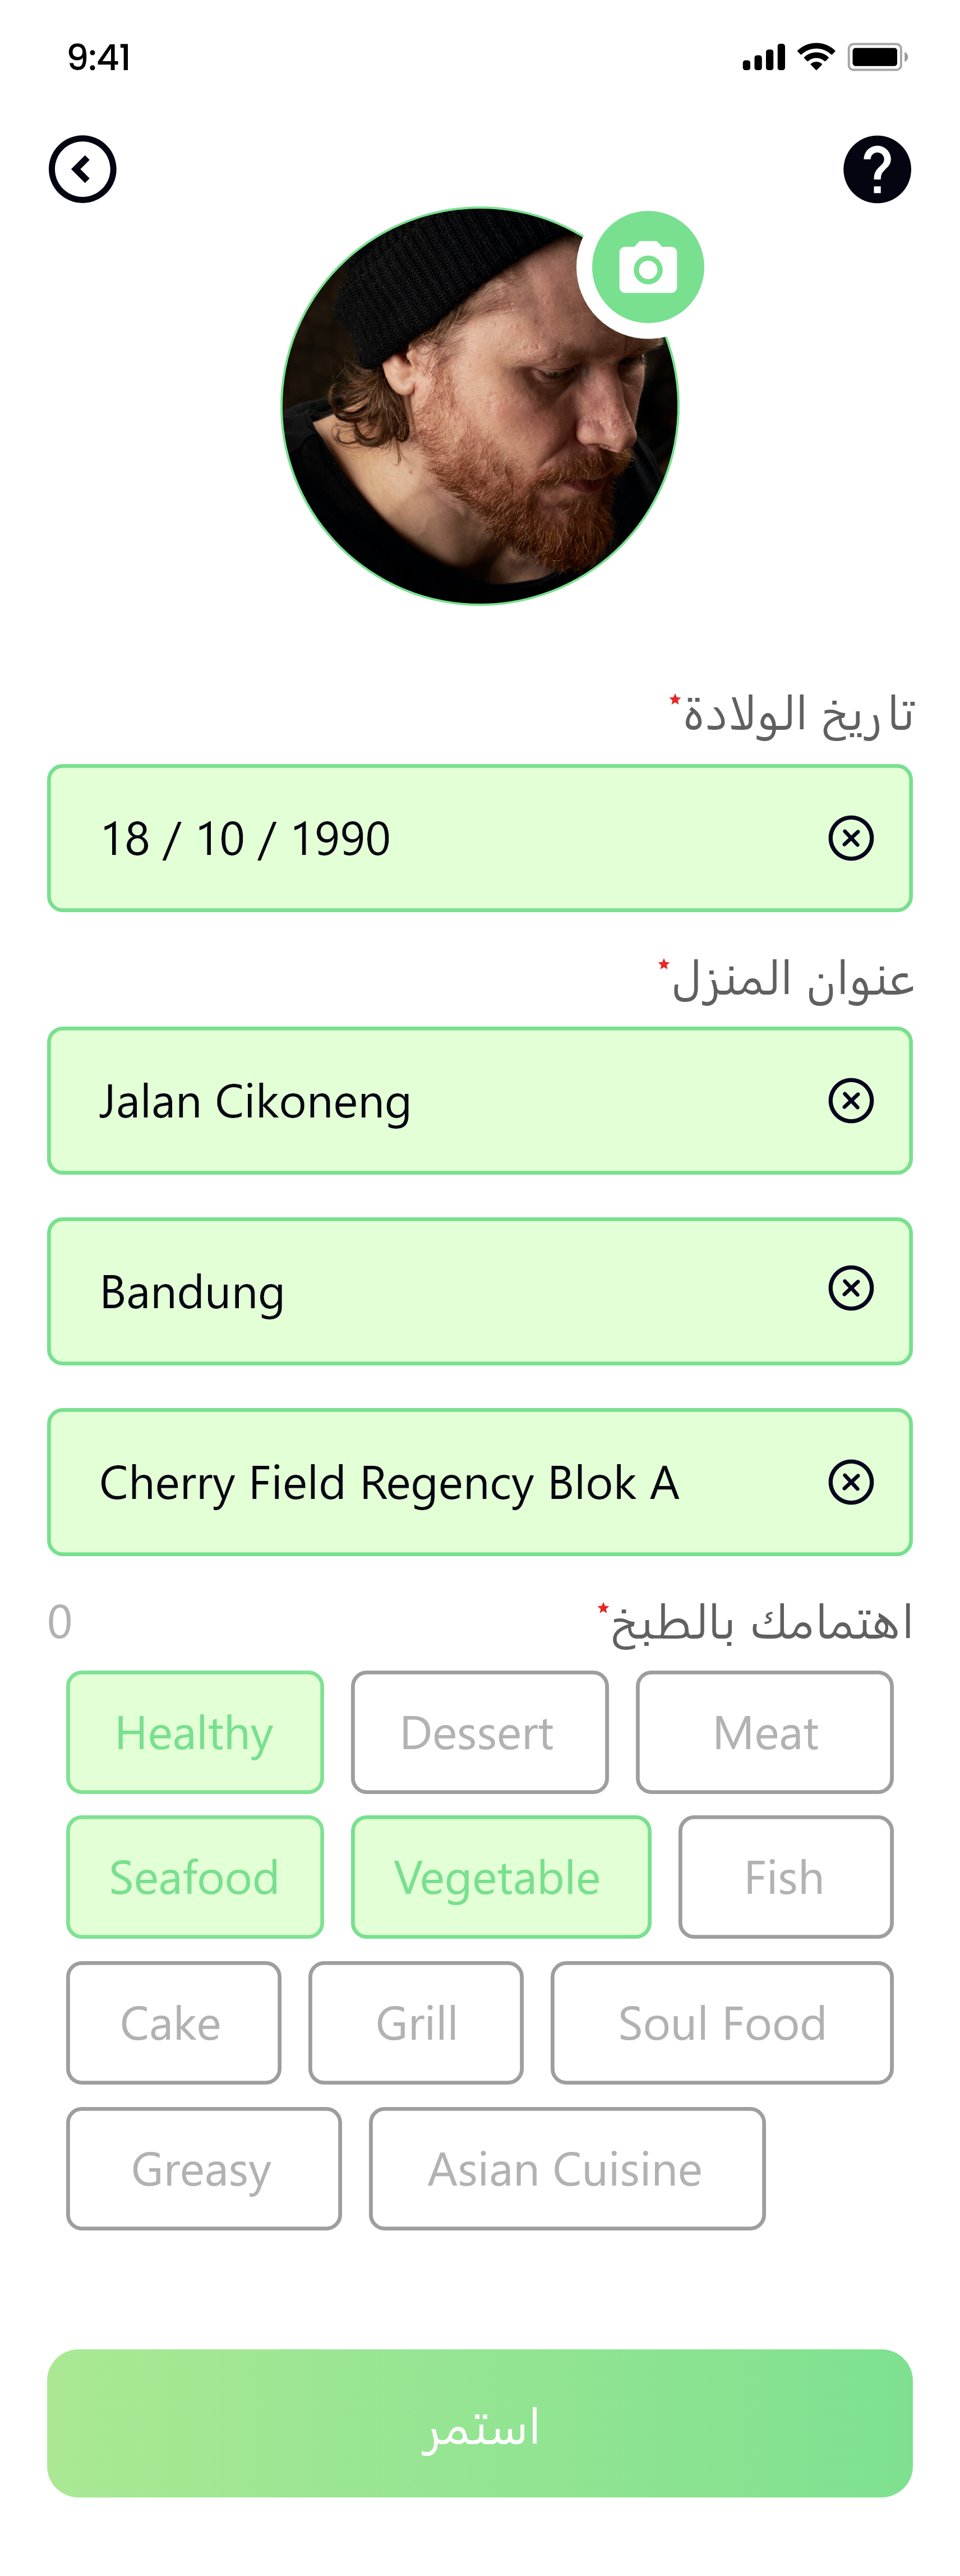 9:41
تاريخ الولادة*
18 / 10 / 1990
عنوان المنزل*
Jalan Cikoneng
Bandung
Cherry Field Regency Blok A
اهتمامك بالطبخ* 0
Healthy Dessert Meat
Seafood Vegetable Fish
Cake Grill Soul Food
Greasy Asian Cuisine
استمر